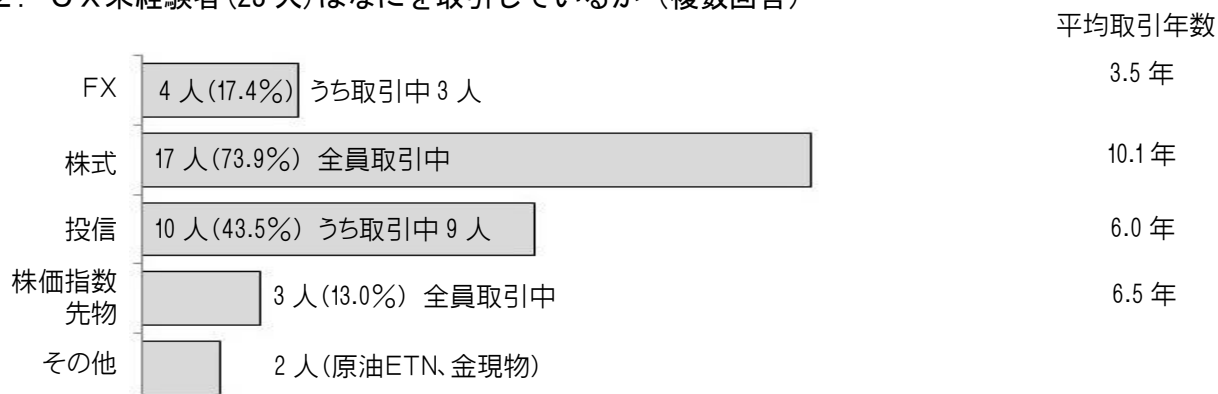 平均取引年数
FX 4 人(17.4％) うち取引中 3 人 3.5 年
株式 17 人(73.9％) 全員取引中 10.1 年
投信 10 人(43.5％) うち取引中 9 人 6.0 年
株価指数
先物 3 人(13.0％) 全員取引中 6.5 年
その他 2 人(原油ETN、金現物)